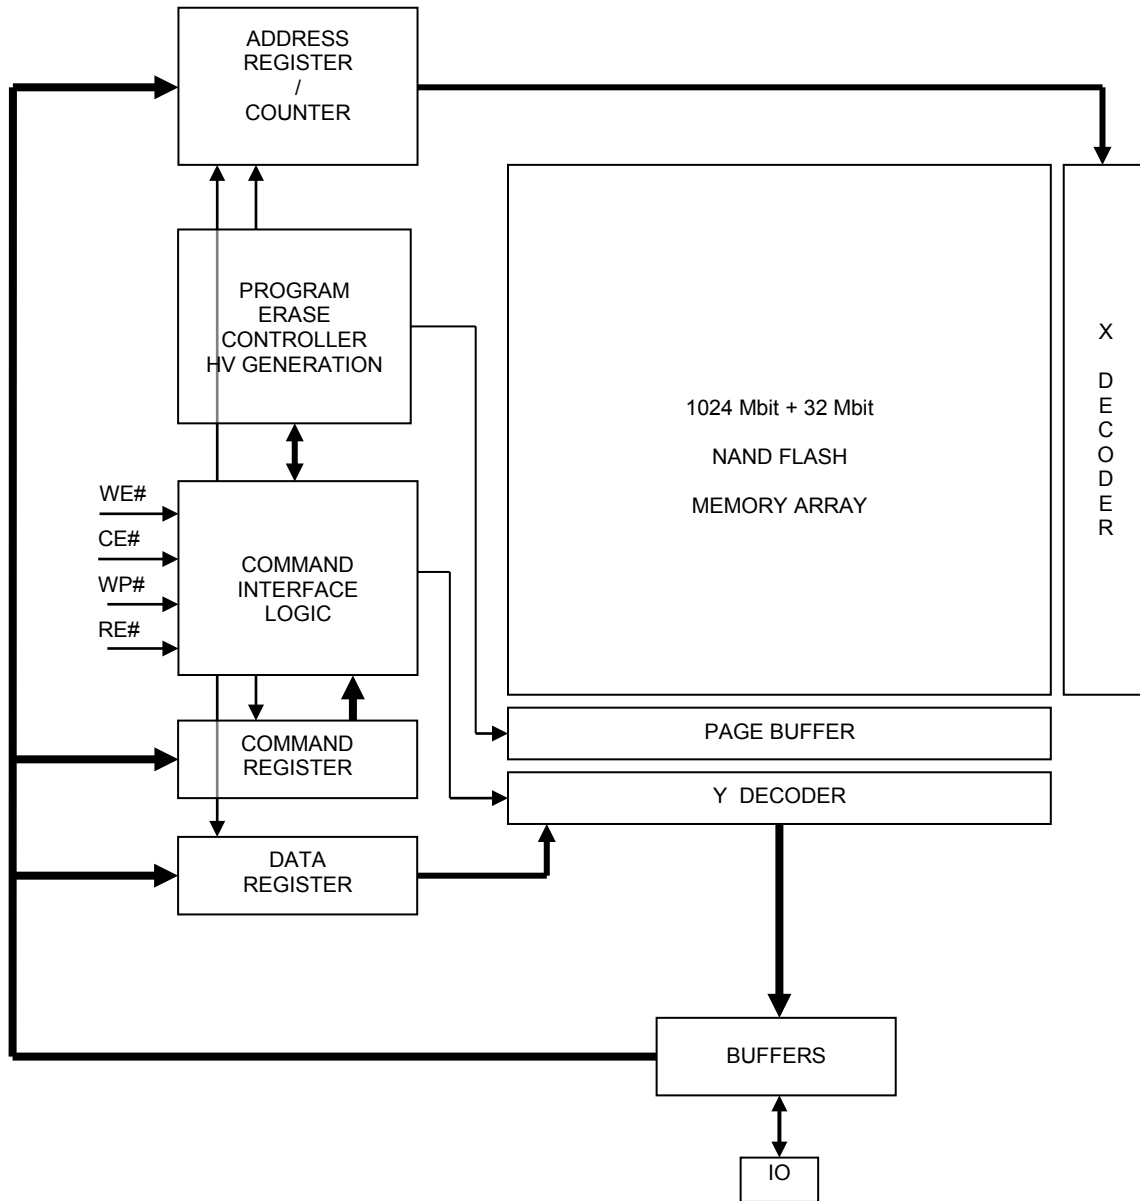 ADDRESS
REGISTER
/
COUNTER
PROGRAM
ERASE
CONTROLLER
HV GENERATION
X DECODER
1024 Mbit + 32 Mbit
NAND FLASH
MEMORY ARRAY
WE#
CE#
WP#
RE#
COMMAND
INTERFACE
LOGIC
COMMAND
REGISTER
PAGE BUFFER
Y DECODER
DATA
REGISTER
BUFFERS
IO